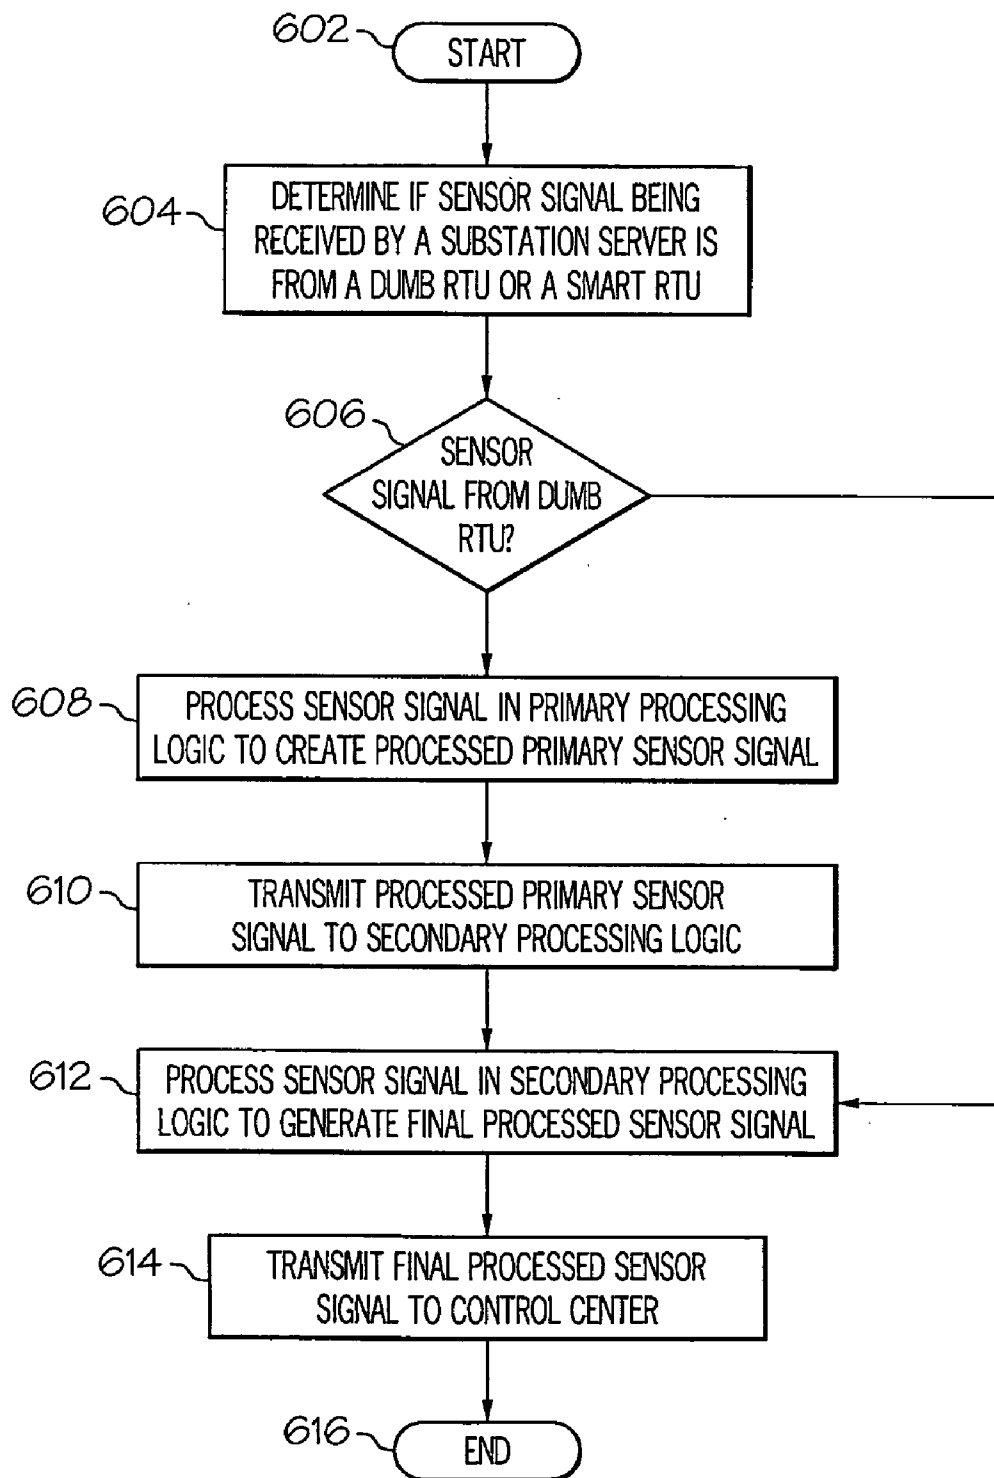 602
START
604
DETERMINE IF SENSOR SIGNAL BEING
RECEIVED BY A SUBSTATION SERVER IS
FROM A DUMB RTU OR A SMART RTU
606
SENSOR
SIGNAL FROM DUMB
RTU?
608
PROCESS SENSOR SIGNAL IN PRIMARY PROCESSING
LOGIC TO CREATE PROCESSED PRIMARY SENSOR SIGNAL
610
TRANSMIT PROCESSED PRIMARY SENSOR
SIGNAL TO SECONDARY PROCESSING LOGIC
612
PROCESS SENSOR SIGNAL IN SECONDARY PROCESSING
LOGIC TO GENERATE FINAL PROCESSED SENSOR SIGNAL
614
TRANSMIT FINAL PROCESSED SENSOR
SIGNAL TO CONTROL CENTER
616
END